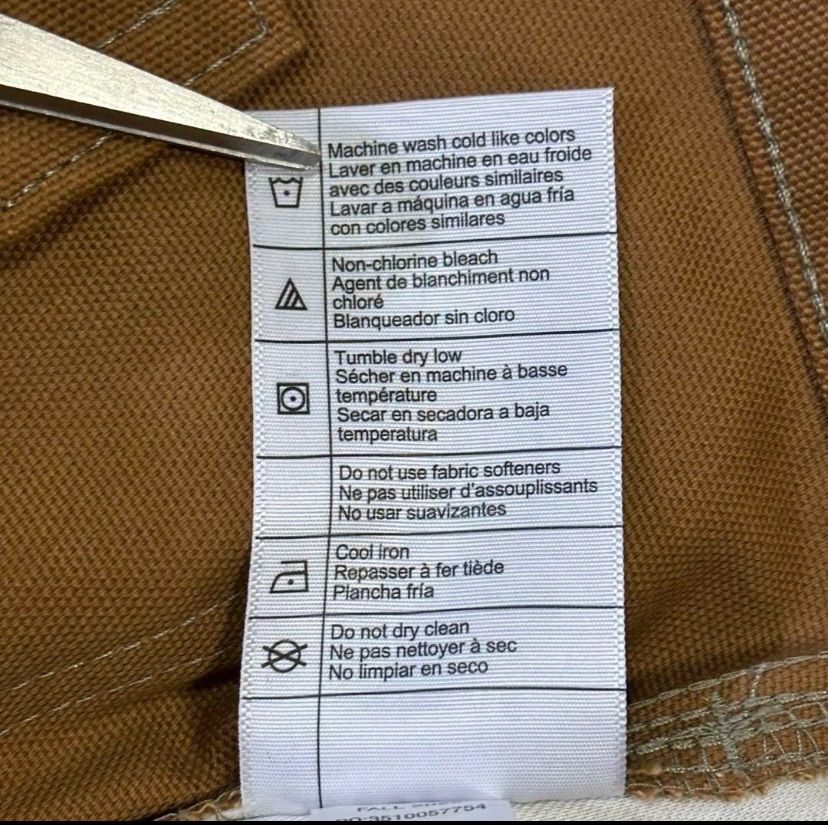 Machine wash cold like colors
Laver en machine en eau froide
avec des couleurs similaires
Lavar a máquina en agua fría
con colores similares
Non-chlorine bleach
Agent de blanchiment non
chloré
Blanqueador sin cloro
Tumble dry low
Sécher en machine à basse
température
Secar en secadora a baja
temperatura
Do not use fabric softeners
Ne pas utiliser d'assouplissants
No usar suavizantes
Cool iron
Repasser à fer tiède
Plancha fría
Do not dry clean
Ne pas nettoyer à sec
No limpiar en seco
FALL
PO:3510057754